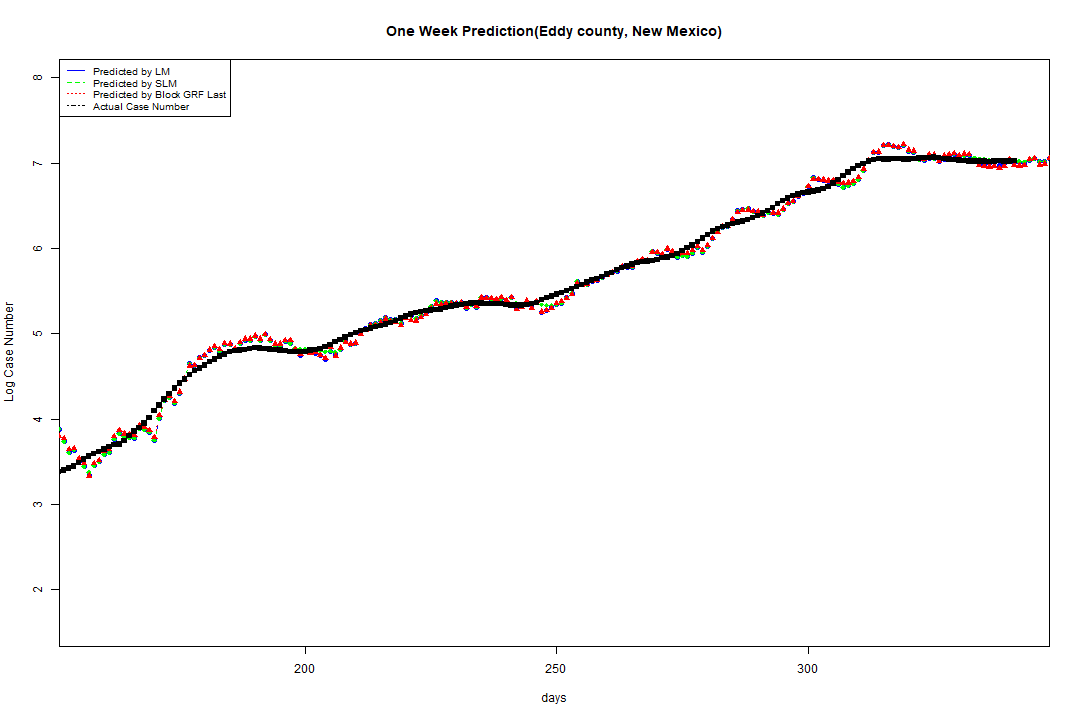 One Week Prediction(Eddy county, New Mexico)
Predicted by LM
Predicted by SLM
Predicted by Block GRF Last
Actual Case Number
8
7
6
5
4
3
2
Log Case Number
200
250
300
days